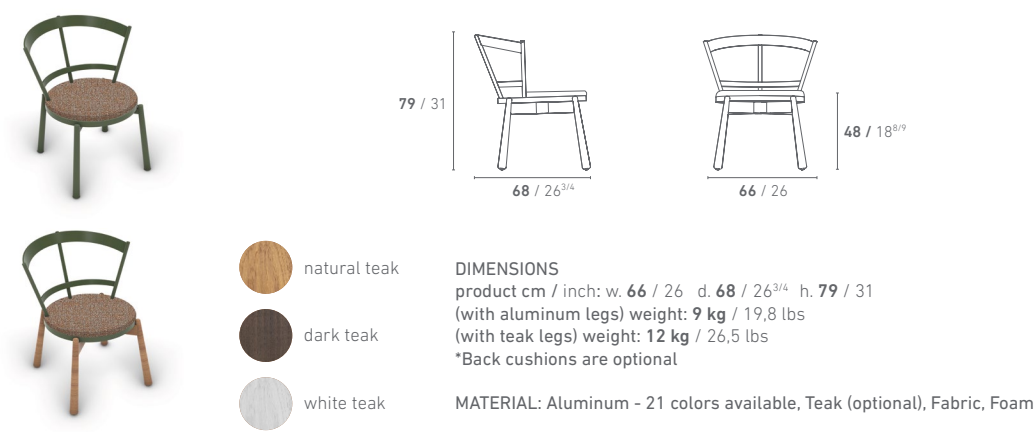 79 / 31
48 / 18 8/9
68 / 26 3/4
66 / 26
natural teak
dark teak
white teak
DIMENSIONS
product cm / inch: w. 66 / 26 d. 68 / 26 3/4 h. 79 / 31
(with aluminum legs) weight: 9 kg / 19,8 lbs
(with teak legs) weight: 12 kg / 26,5 lbs
*Back cushions are optional
MATERIAL: Aluminum - 21 colors available, Teak (optional), Fabric, Foam